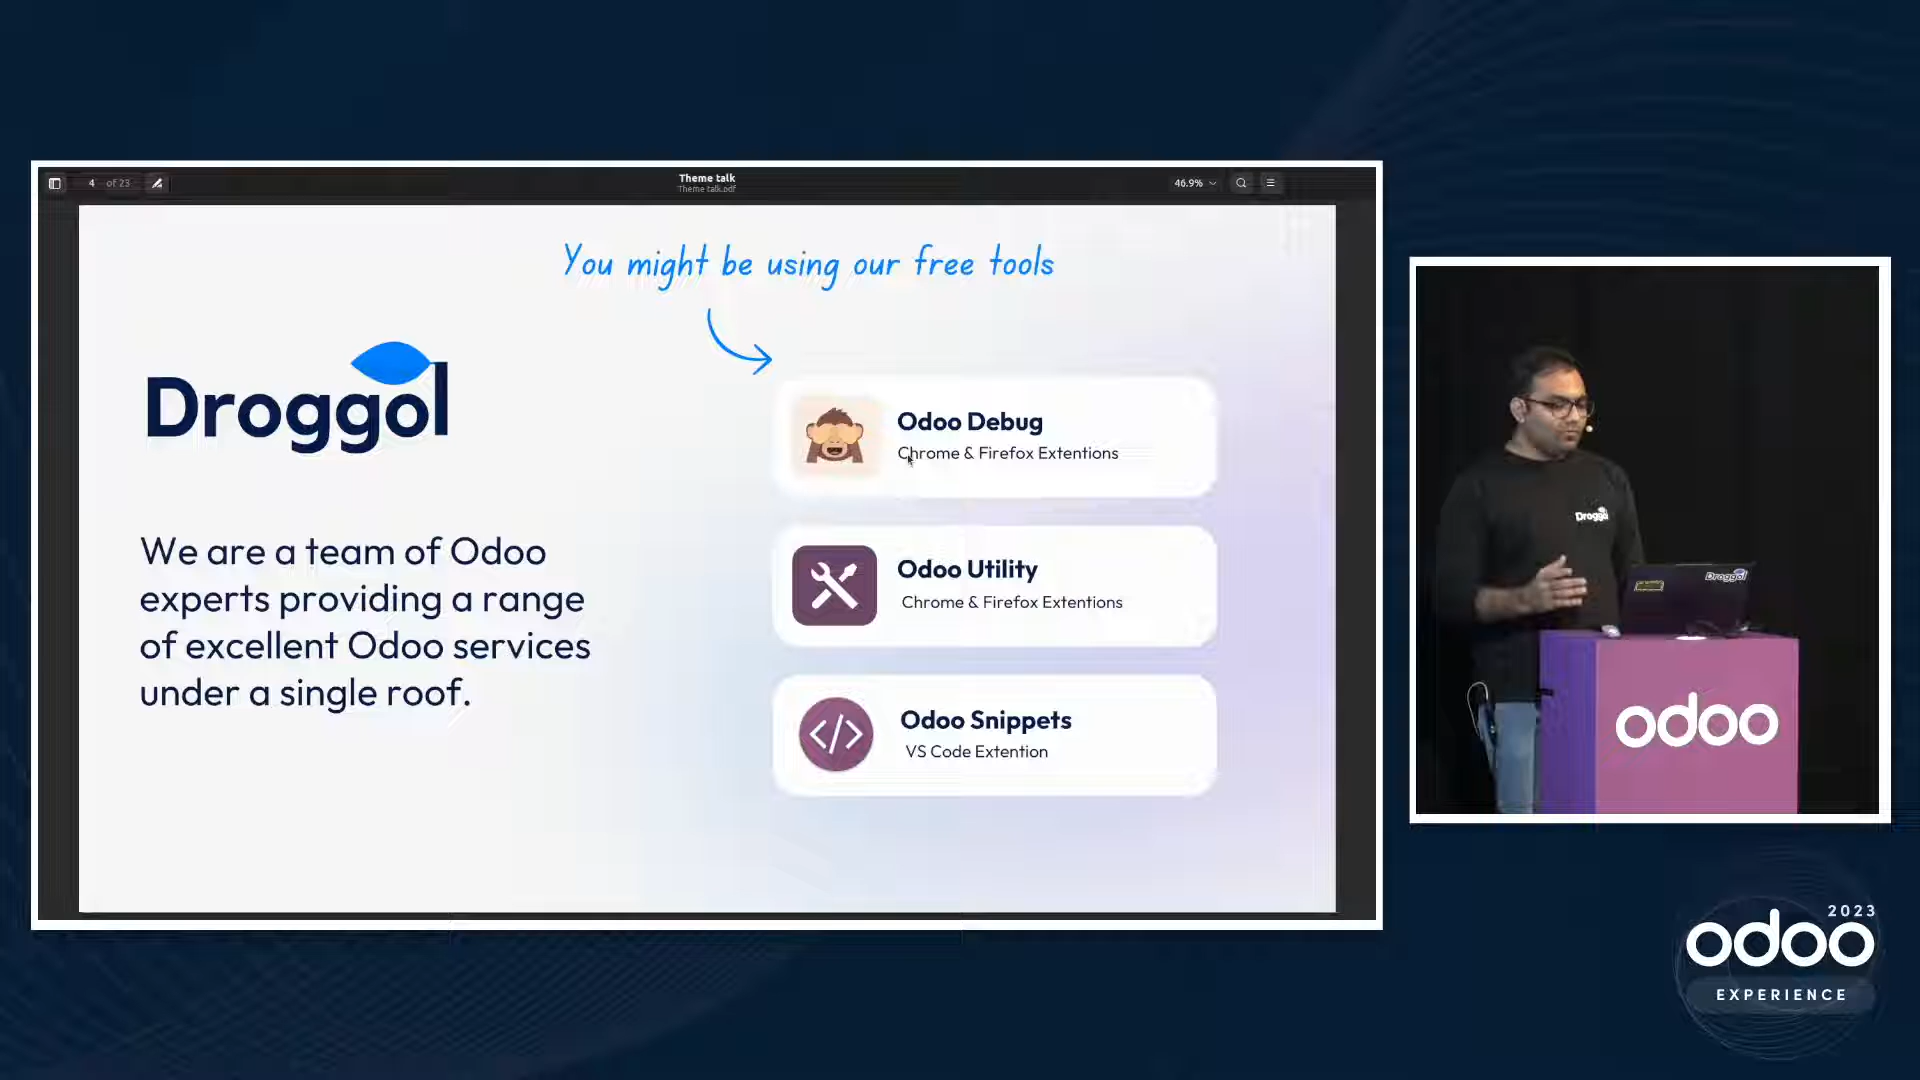 4 of 23
Theme talk
Theme talk.pdf
46.9%
You might be using our free tools
Droggol
We are a team of Odoo
experts providing a range
of excellent Odoo services
under a single roof.
Odoo Debug
Chrome & Firefox Extentions
Odoo Utility
Chrome & Firefox Extentions
Odoo Snippets
VS Code Extention
Droggol
Droggol
odoo
2023
odoo
EXPERIENCE